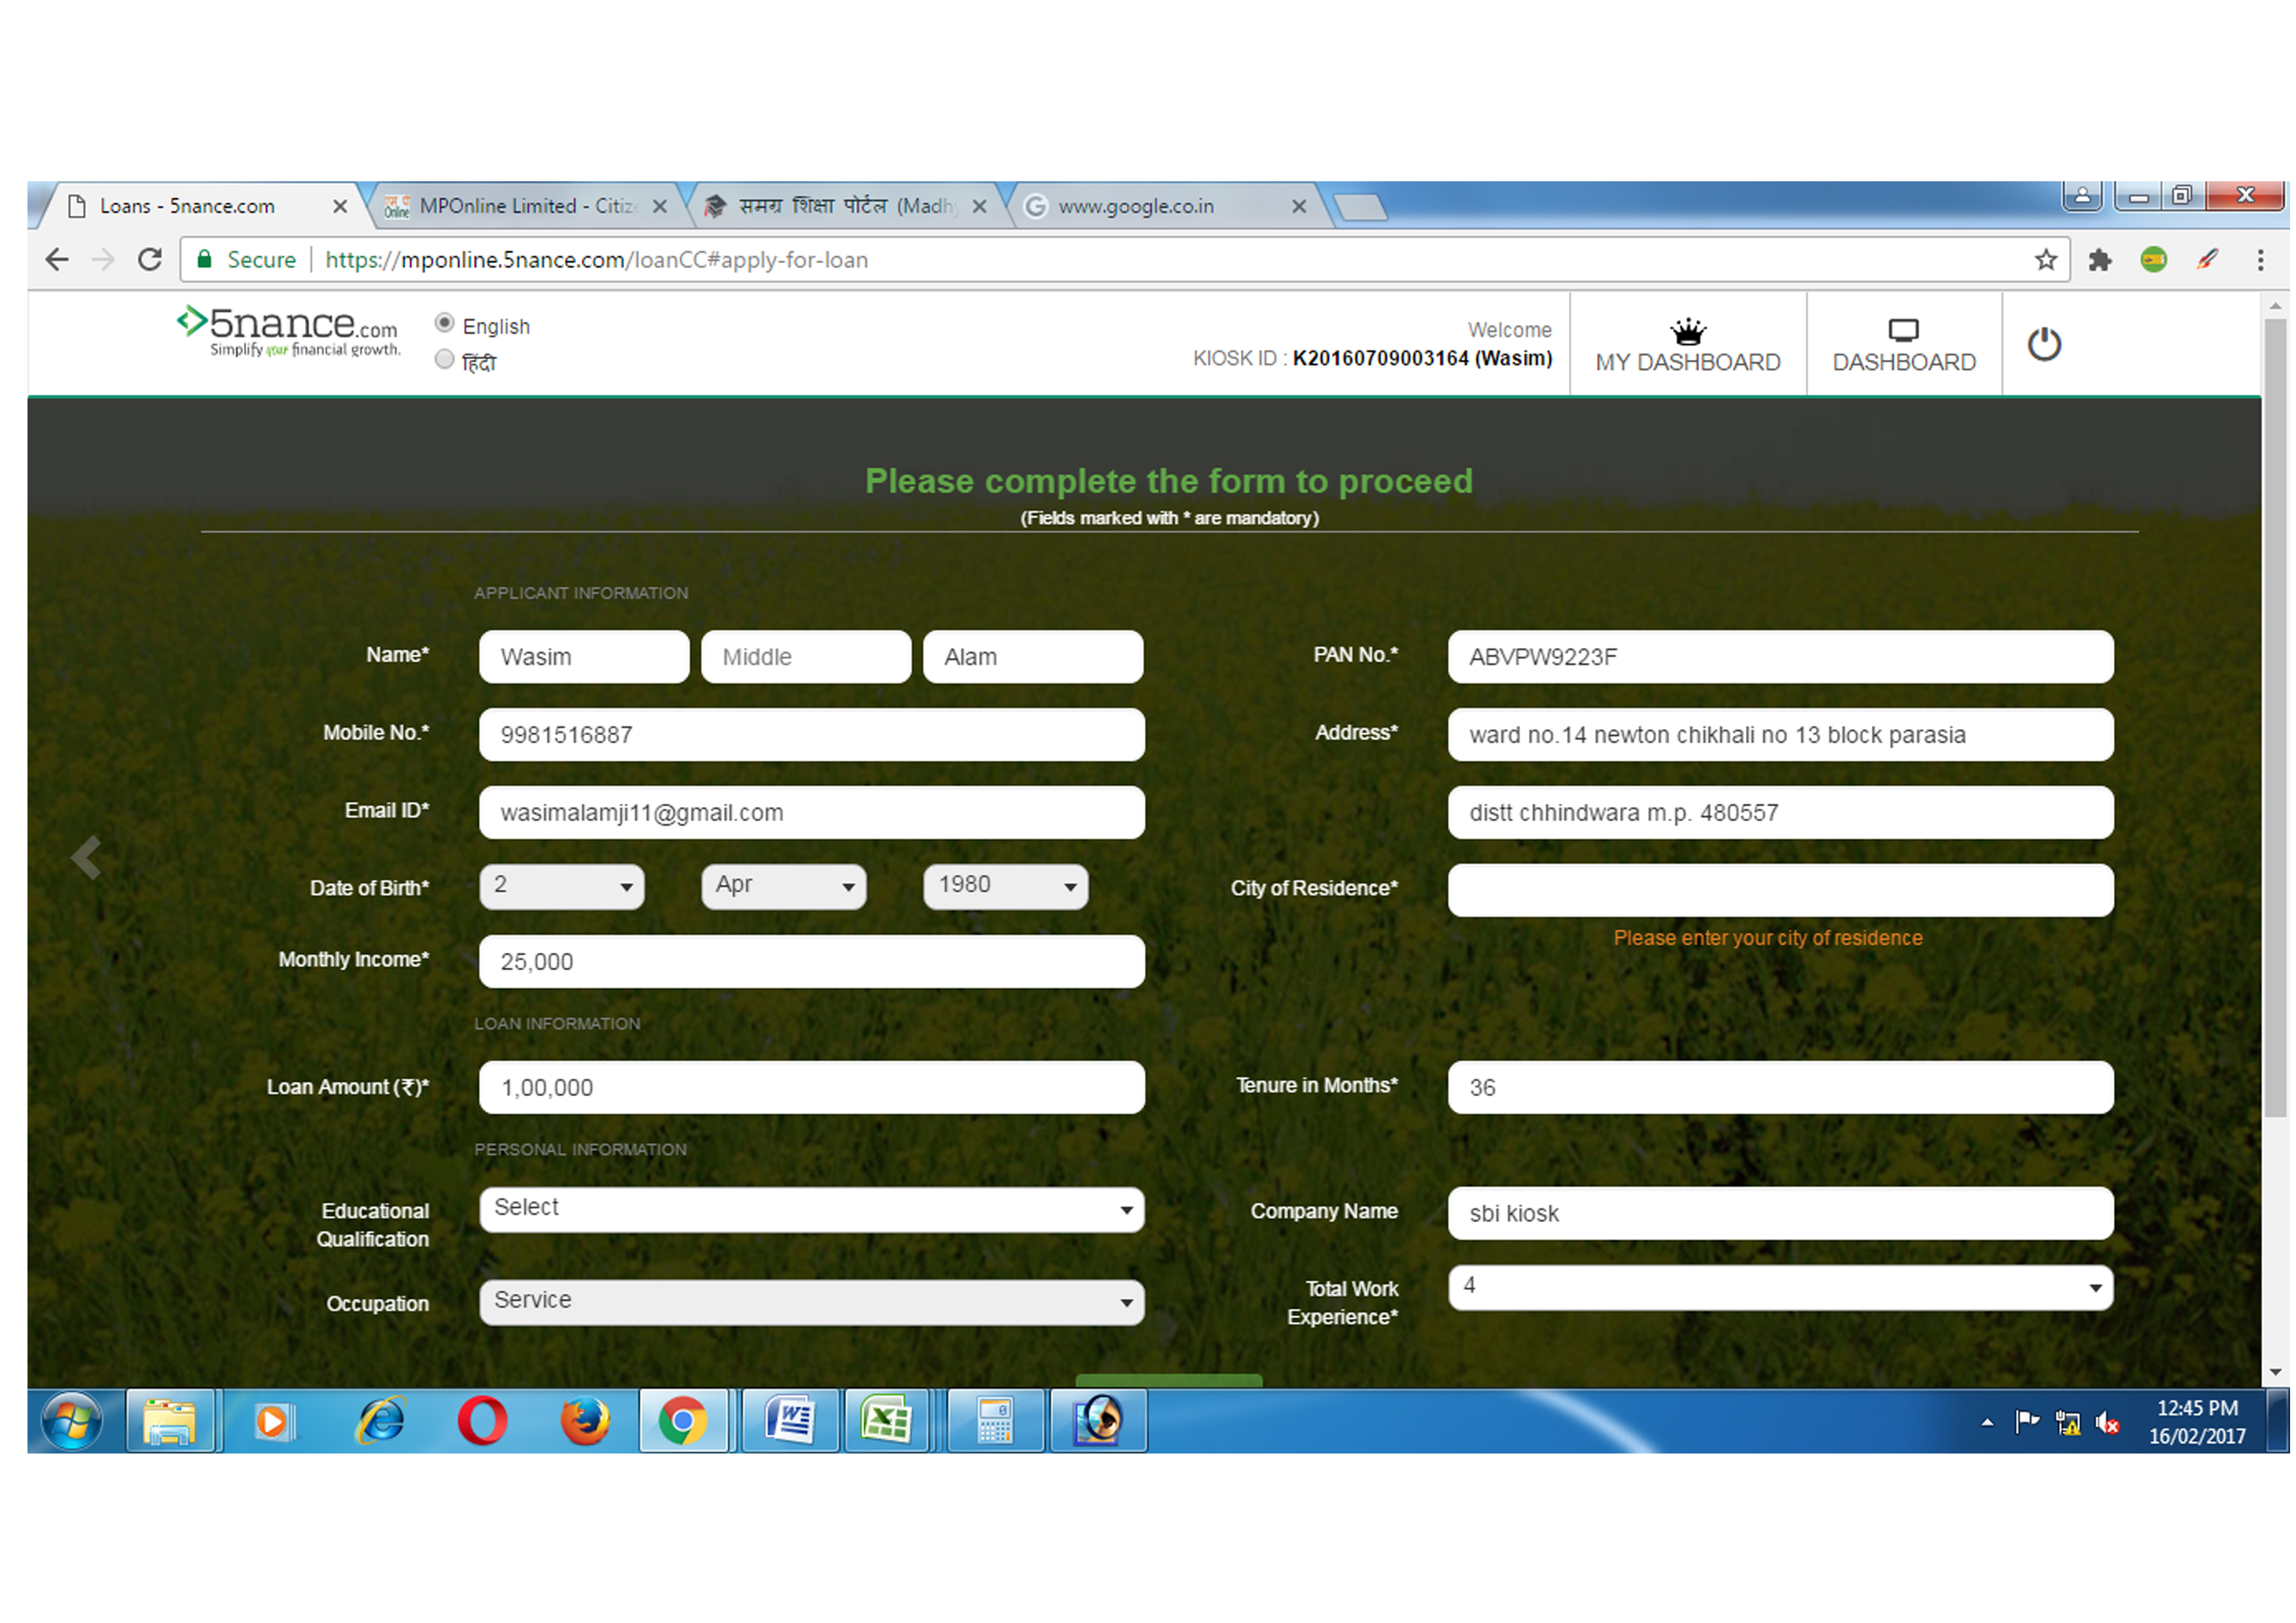 Loans - 5nance.com
MPOnline Limited - Citiz
समग्र शिक्षा पोर्टल (Madhy
www.google.co.in
Secure
https://mponline.5nance.com/loanCC#apply-for-loan
5nance.com
Simplify your financial growth.
English
हिंदी
Welcome
KIOSK ID : K20160709003164 (Wasim)
MY DASHBOARD
DASHBOARD
Please complete the form to proceed
(Fields marked with * are mandatory)
APPLICANT INFORMATION
Name* Wasim Middle Alam
PAN No.* ABVPW9223F
Mobile No.* 9981516887
Address* ward no.14 newton chikhali no 13 block parasia
Email ID* wasimalamji11@gmail.com
distt chhindwara m.p. 480557
Date of Birth* 2 Apr 1980
City of Residence*
Please enter your city of residence
Monthly Income* 25,000
LOAN INFORMATION
Loan Amount (₹)* 1,00,000
Tenure in Months* 36
PERSONAL INFORMATION
Educational
Qualification
Select
Company Name sbi kiosk
Occupation Service
Total Work
Experience*
4
12:45 PM
16/02/2017